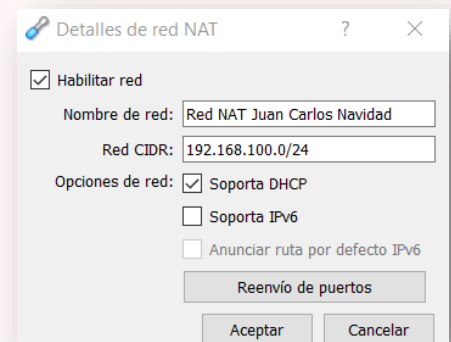 Detalles de red NAT
Habilitar red
Nombre de red: Red NAT Juan Carlos Navidad
Red CIDR: 192.168.100.0/24
Opciones de red: Soporta DHCP
Soporta IPv6
Anunciar ruta por defecto IPv6
Reenvío de puertos
Aceptar Cancelar